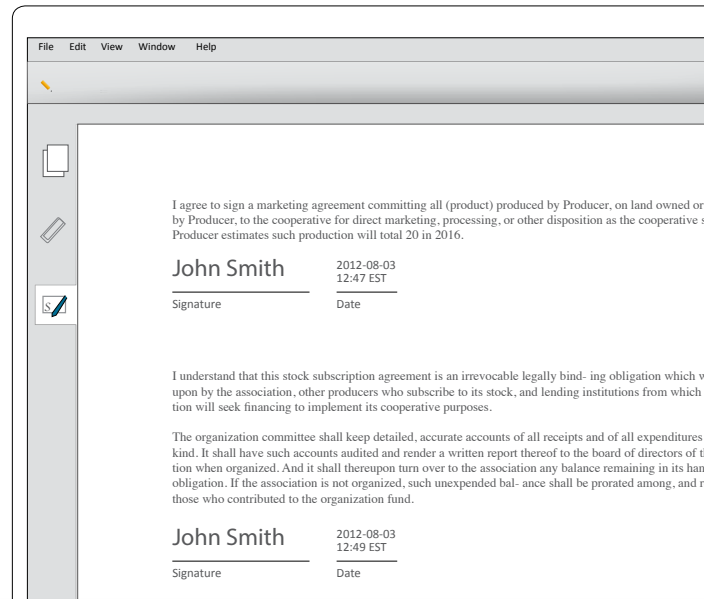 File Edit View Window Help
I agree to sign a marketing agreement committing all (product) produced by Producer, on land owned or
by Producer, to the cooperative for direct marketing, processing, or other disposition as the cooperative
Producer estimates such production will total 20 in 2016.
John Smith 2012-08-03
12:47 EST
Signature Date
S
I understand that this stock subscription agreement is an irrevocable legally bind- ing obligation which
upon by the association, other producers who subscribe to its stock, and lending institutions from which
tion will seek financing to implement its cooperative purposes.
The organization committee shall keep detailed, accurate accounts of all receipts and of all expenditures
kind. It shall have such accounts audited and render a written report thereof to the board of directors of
tion when organized. And it shall thereupon turn over to the association any balance remaining in its
obligation. If the association is not organized, such unexpended bal- ance shall be prorated among, and
those who contributed to the organization fund.
John Smith 2012-08-03
12:49 EST
Signature Date